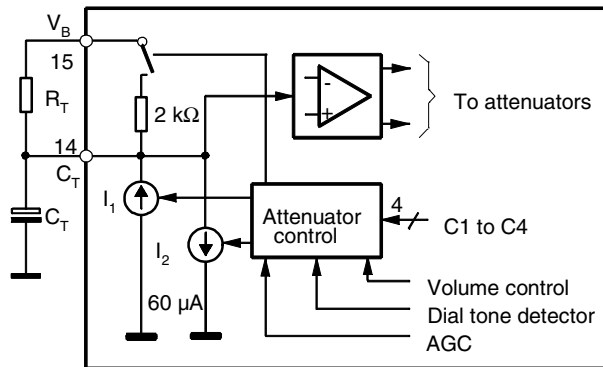 V_B
15
R_T
14
C_T
C_T
2 kΩ
-
+
To attenuators
I_1
I_2
60 μA
Attenuator
control
4
C1 to C4
Volume control
Dial tone detector
AGC